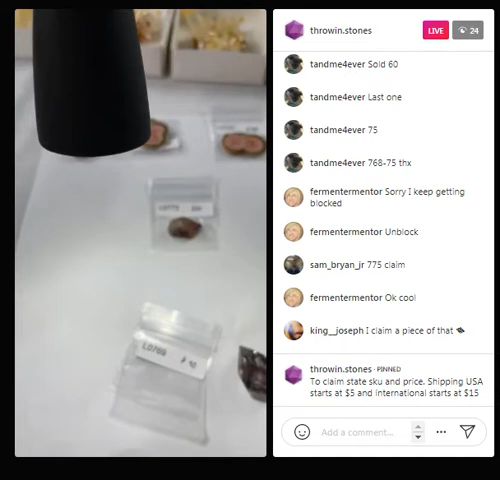 throwin.stones
LIVE
24
tandme4ever Sold 60
tandme4ever Last one
tandme4ever 75
tandme4ever 768-75 thx
fermentermentor Sorry I keep getting
blocked
fermentermentor Unblock
sam_bryan_jr 775 claim
fermentermentor Ok cool
king__joseph I claim a piece of that
throwin.stones · PINNED
To claim state sku and price. Shipping USA
starts at $5 and international starts at $15
Add a comment...
L0769